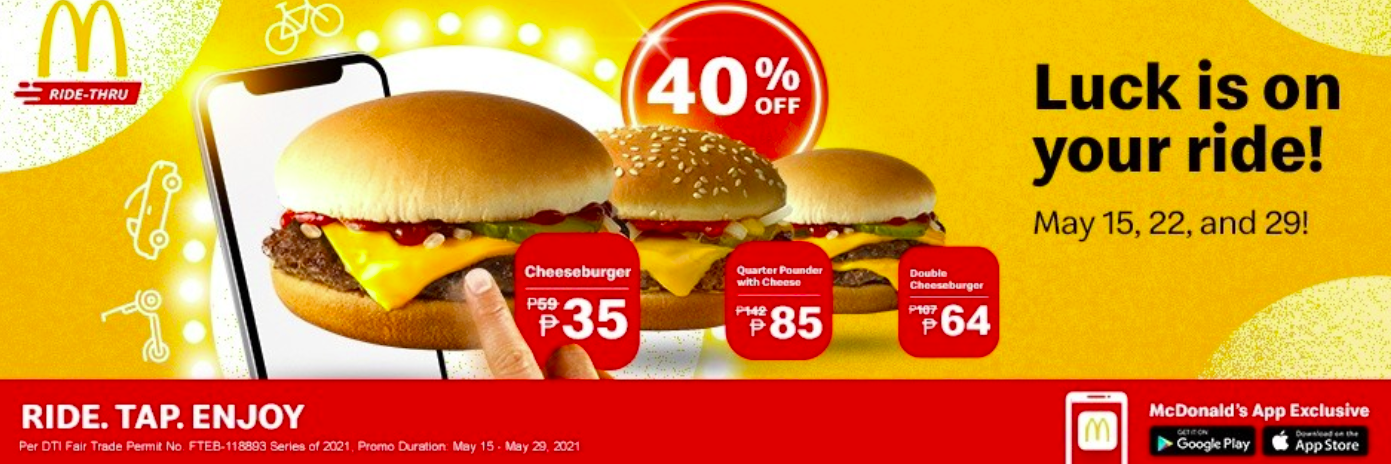 RIDE-THRU
40% OFF
Luck is on
your ride!
May 15, 22, and 29!
Cheeseburger
₱59
₱35
Quarter Pounder
with Cheese
₱142
₱85
Double
Cheeseburger
₱107
₱64
RIDE. TAP. ENJOY
Per DTI Fair Trade Permit No. FTEB-118893 Series of 2021, Promo Duration: May 15 - May 29, 2021
McDonald's App Exclusive
GET IT ON
Google Play
Download on the
App Store